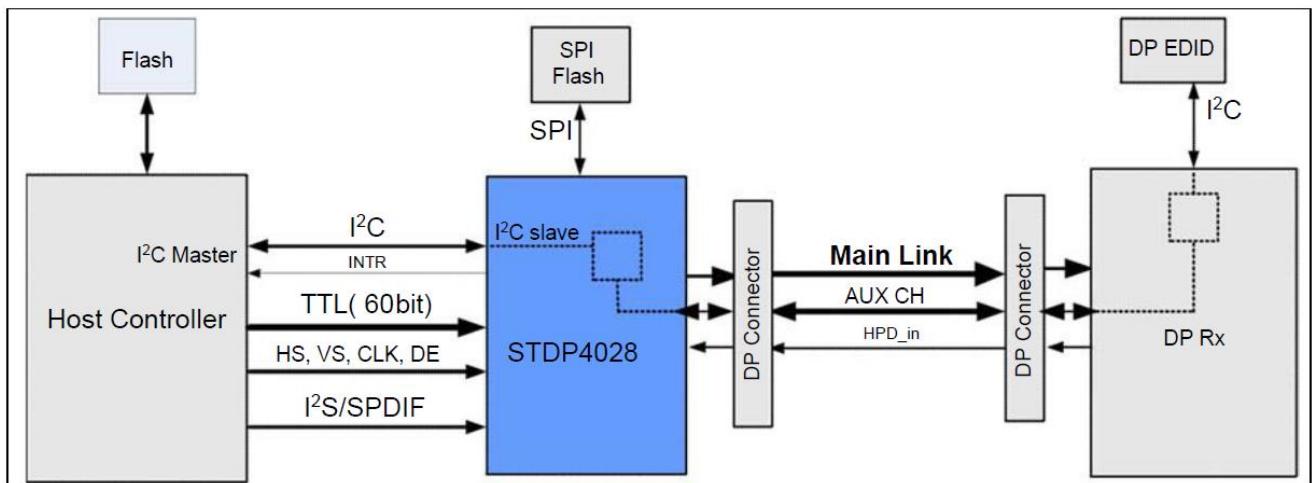 Flash
SPI
Flash
DP EDID
SPI
I²C
I²C
I²C slave
I²C Master
INTR
Main Link
TTL( 60bit)
AUX CH
Host Controller
HS, VS, CLK, DE
STDP4028
DP Connector
HPD_in
DP Connector
DP Rx
I²S/SPDIF